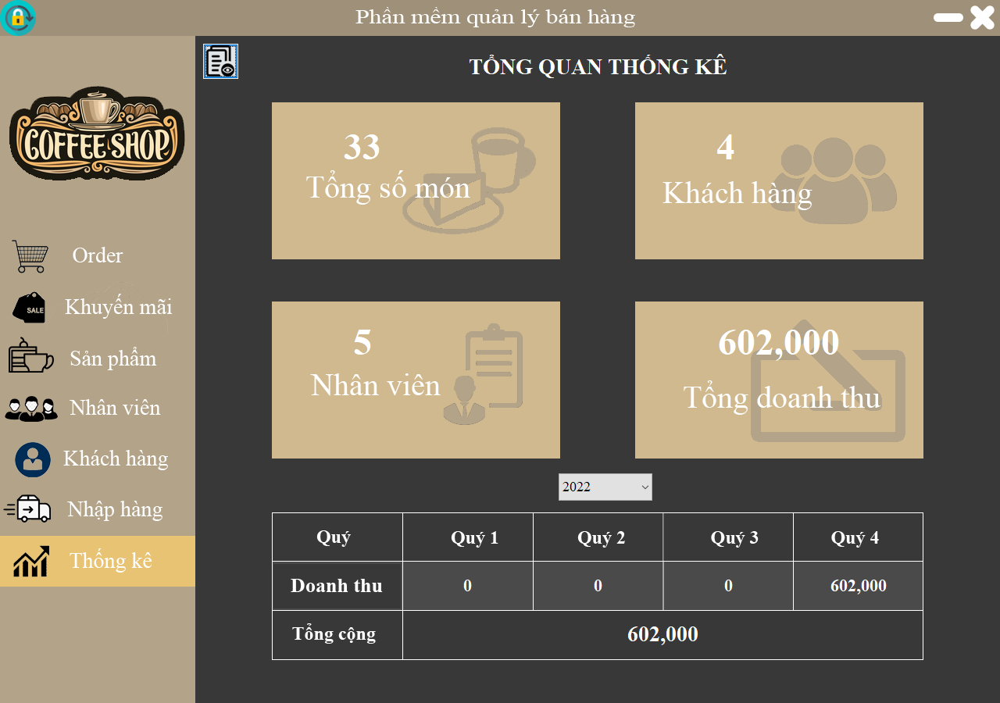 Phần mềm quản lý bán hàng
COFFEE SHOP
Order
SALE
Khuyến mãi
Sản phẩm
Nhân viên
Khách hàng
Nhập hàng
Thống kê
TỔNG QUAN THỐNG KÊ
33
Tổng số món
4
Khách hàng
5
Nhân viên
602,000
Tổng doanh thu
2022
Quý Quý 1 Quý 2 Quý 3 Quý 4
Doanh thu 0 0 0 602,000
Tổng cộng 602,000